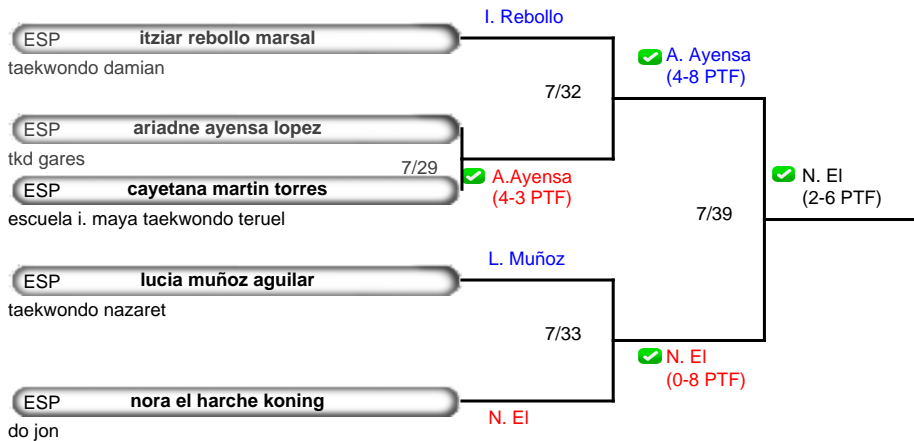 I. Rebollo
ESP itziar rebollo marsal
taekwondo damian
A. Ayensa
(4-8 PTF)
7/32
ESP ariadne ayensa lopez
tkd gares
7/29
A.Ayensa
(4-3 PTF)
ESP cayetana martin torres
escuela i. maya taekwondo teruel
N. El
(2-6 PTF)
7/39
L. Muñoz
ESP lucia muñoz aguilar
taekwondo nazaret
7/33
N. El
(0-8 PTF)
ESP nora el harche koning
N. El
do jon